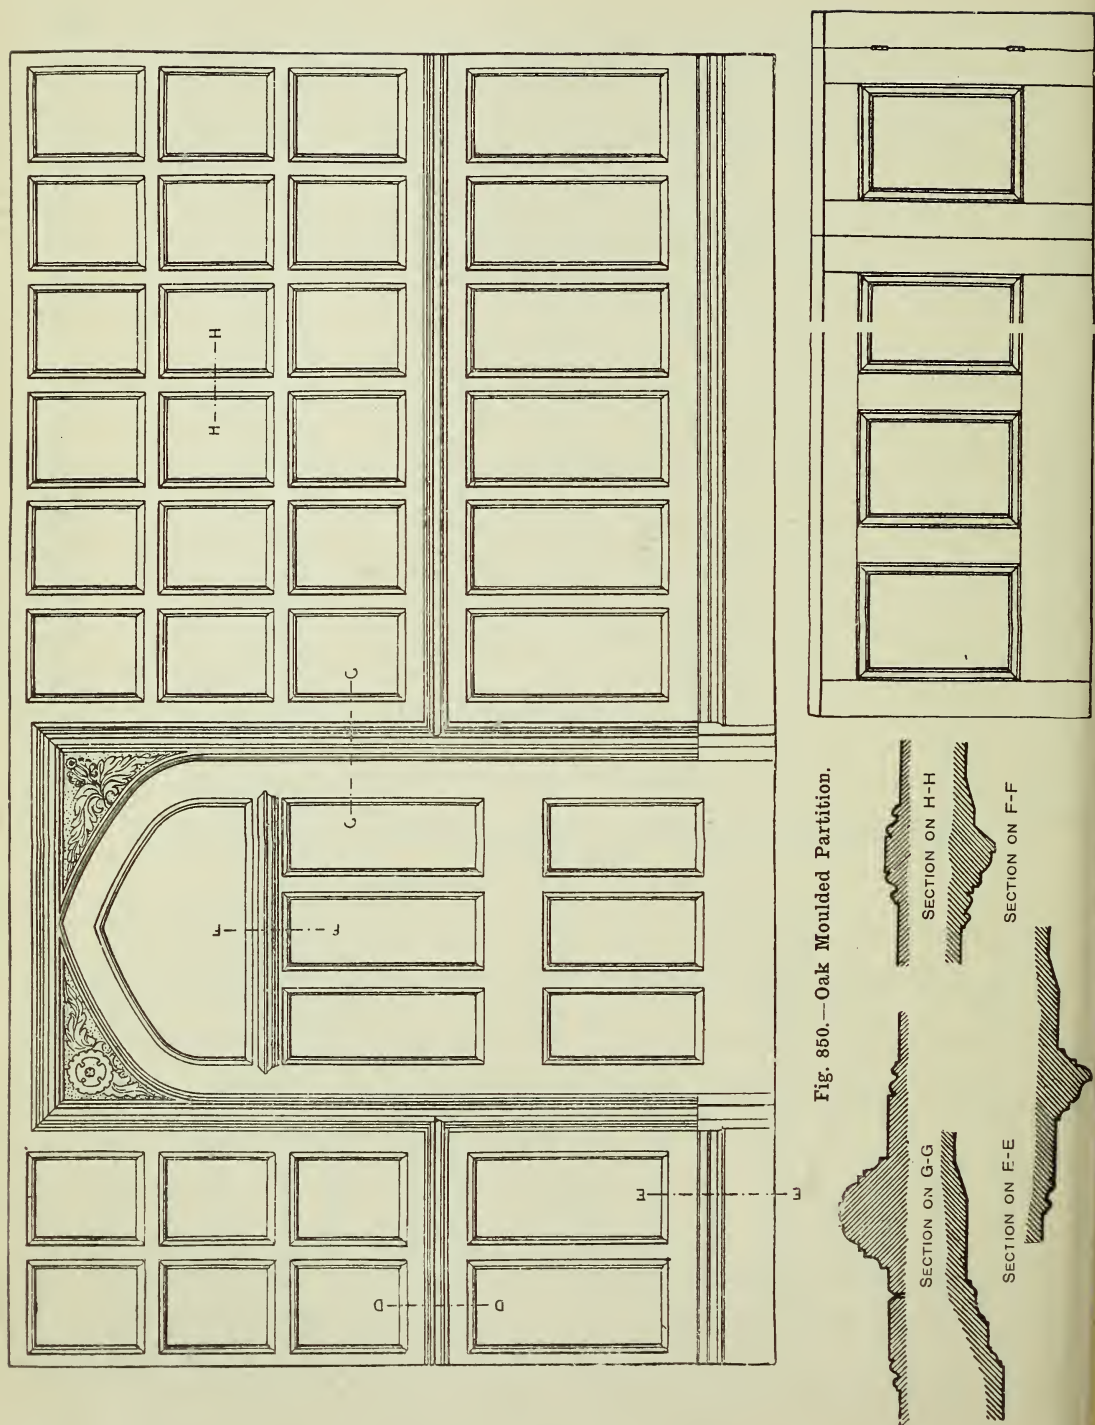 H H
G G
F F
E E
D D
Fig. 850.—Oak Moulded Partition.
SECTION ON H-H
SECTION ON F-F
SECTION ON G-G
SECTION ON E-E